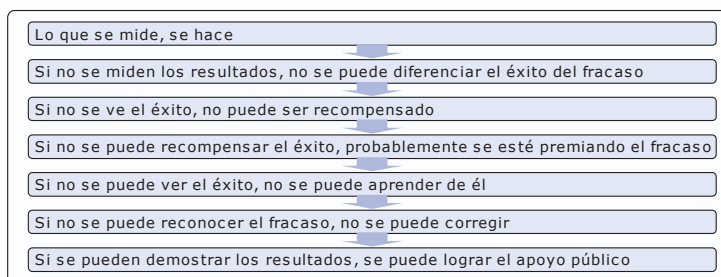 Lo que se mide, se hace
Si no se miden los resultados, no se puede diferenciar el éxito del fracaso
Si no se ve el éxito, no puede ser recompensado
Si no se puede recompensar el éxito, probablemente se esté premiando el fracaso
Si no se puede ver el éxito, no se puede aprender de él
Si no se puede reconocer el fracaso, no se puede corregir
Si se pueden demostrar los resultados, se puede lograr el apoyo público